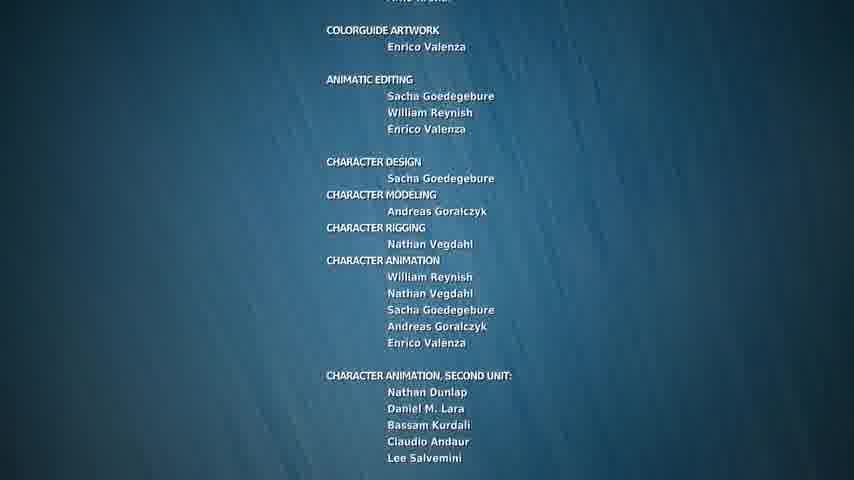 COLORGUIDE ARTWORK
Enrico Valenza
ANIMATIC EDITING
Sacha Goedegebure
William Reynish
Enrico Valenza
CHARACTER DESIGN
Sacha Goedegebure
CHARACTER MODELING
Andreas Goralczyk
CHARACTER RIGGING
Nathan Vegdahl
CHARACTER ANIMATION
William Reynish
Nathan Vegdahl
Sacha Goedegebure
Andreas Goralczyk
Enrico Valenza
CHARACTER ANIMATION, SECOND UNIT:
Nathan Dunlap
Daniel M. Lara
Bassam Kurdali
Claudio Andaur
Lee Salvemini